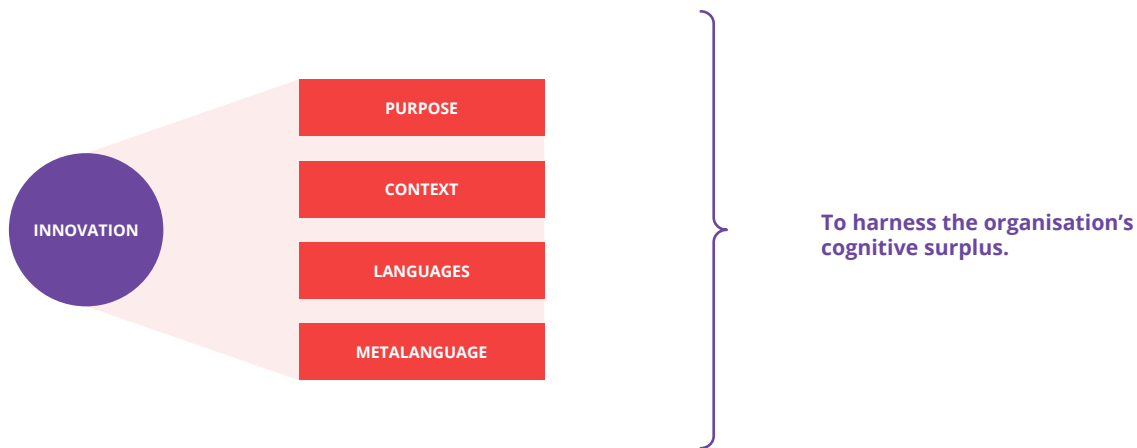 INNOVATION
PURPOSE
CONTEXT
LANGUAGES
METALANGUAGE
To harness the organisation’s
cognitive surplus.